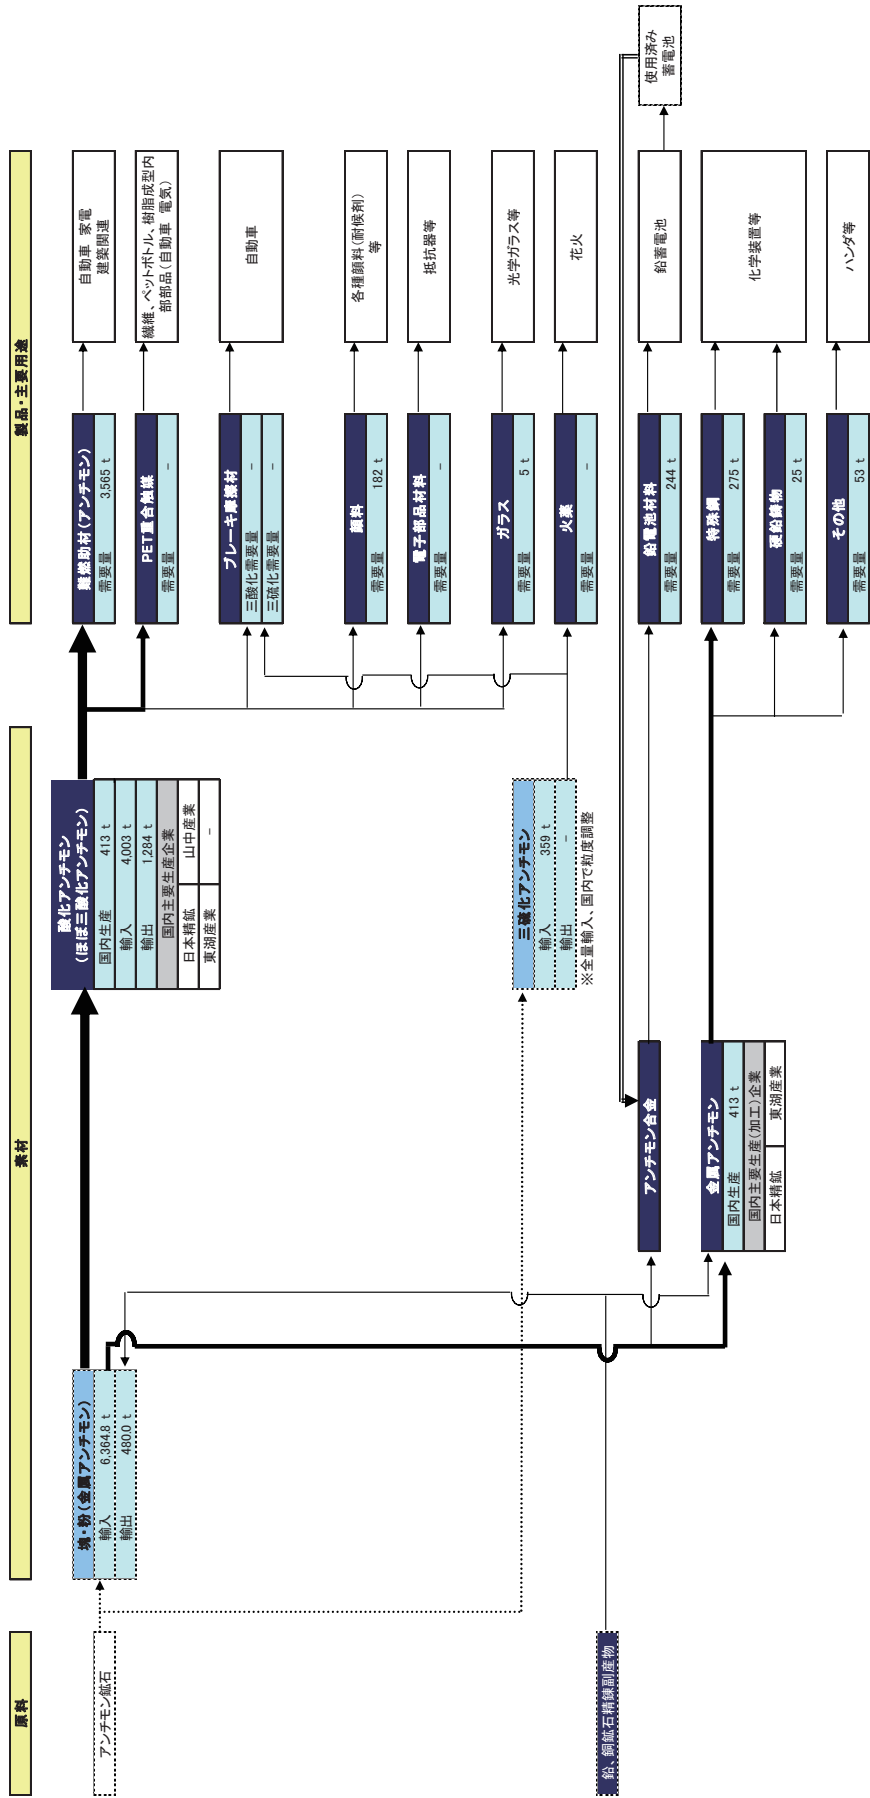 原料
素材
製品・主要用途
アンチモン鉱石
鉛、銅鉱石精錬副産物
塊・粉(金属アンチモン)
輸入 6,364.8 t
輸出 480.0 t
酸化アンチモン
(ほぼ三酸化アンチモン)
国内生産 413 t
輸入 4,003 t
輸出 1,284 t
国内主要生産企業
日本精鉱 山中産業
東湖産業 -
三硫化アンチモン
輸入 359 t
輸出 -
※全量輸入、国内で粒度調整
アンチモン合金
金属アンチモン
国内生産 413 t
国内主要生産(加工)企業
日本精鉱 東湖産業
難燃助材(アンチモン)
需要量 3,565 t
自動車 家電
建築関連
PET重合触媒
需要量 -
繊維、ペットボトル、樹脂成型内
部部品(自動車 電気)
ブレーキ摩擦材
三酸化需要量 -
三硫化需要量 -
自動車
顔料
需要量 182 t
各種顔料(耐候剤)
等
電子部品材料
需要量 -
抵抗器等
ガラス
需要量 5 t
光学ガラス等
火薬
需要量 -
花火
鉛電池材料
需要量 244 t
鉛蓄電池
使用済み
蓄電池
特殊鋼
需要量 275 t
化学装置等
硬鉛鋳物
需要量 25 t
その他
需要量 53 t
ハンダ等